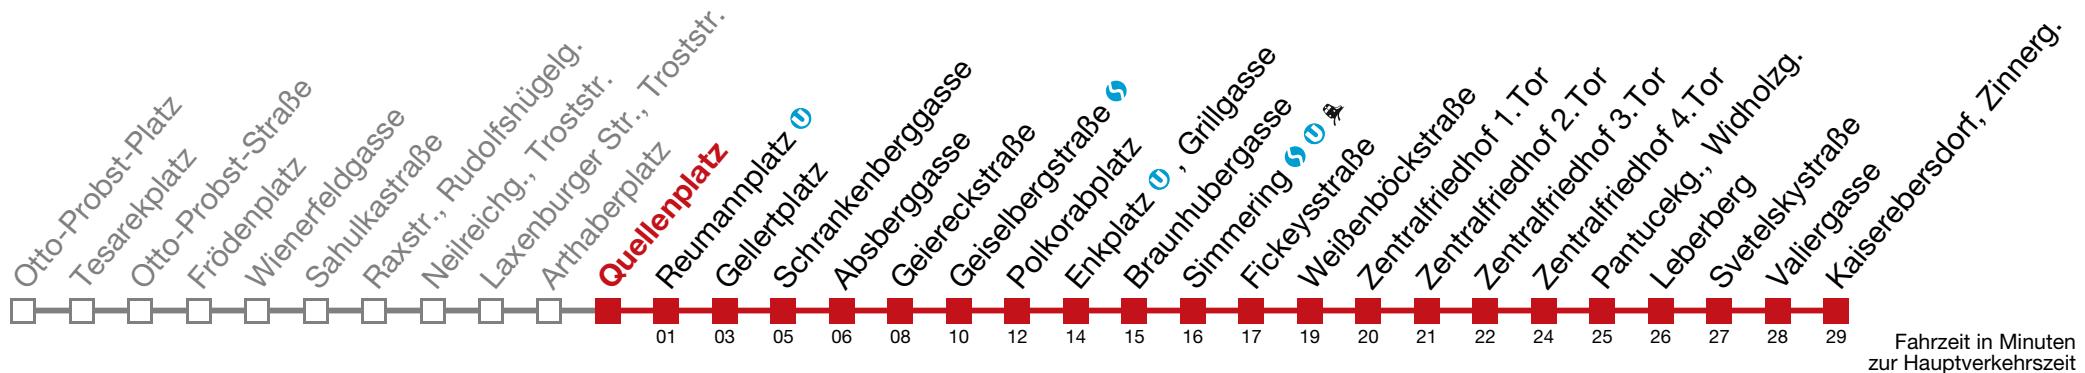 Otto-Probst-Platz
Tesarekplatz
Otto-Probst-Straße
Frödenplatz
Wienerfeldgasse
Sahulkastraße
Raxstr., Rudolfshügelg.
Neilreichg., Troststr.
Laxenburger Str., Troststr.
Arthaberplatz
Quellenplatz
Reumannplatz U
Gellertplatz
Schrankenberggasse
Absberggasse
Geiereckstraße
Geiselbergstraße S
Polkorabplatz
Enkplatz U , Grillgasse
Braunhubergasse
Simmering S U
Fickeysstraße
Weißenböckstraße
Zentralfriedhof 1.Tor
Zentralfriedhof 2.Tor
Zentralfriedhof 3.Tor
Zentralfriedhof 4.Tor
Pantucekg., Widholzg.
Leberberg
Svetelskystraße
Valiergasse
Kaiserebersdorf, Zinnerg.
01 03 05 06 08 10 12 14 15 16 17 19 20 21 22 24 25 26 27 28 29
Fahrzeit in Minuten
zur Hauptverkehrszeit